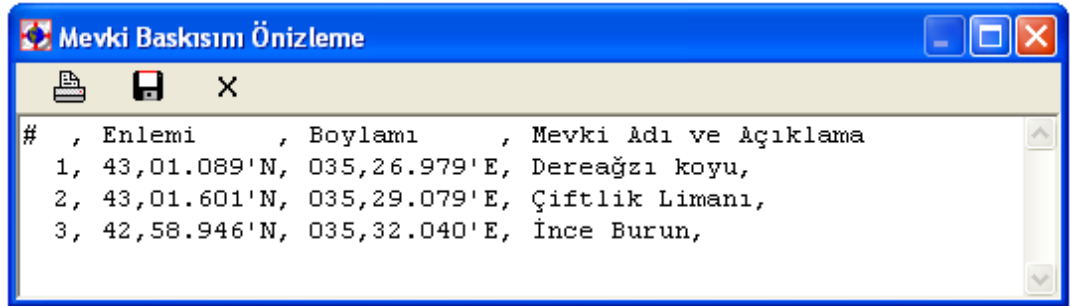 Mevki Baskısını Önizleme
#  , Enlemi     , Boylamı     , Mevki Adı ve Açıklama
1, 43,01.089'N, 035,26.979'E, Dereağzı koyu,
2, 43,01.601'N, 035,29.079'E, Çiftlik Limanı,
3, 42,58.946'N, 035,32.040'E, İnce Burun,